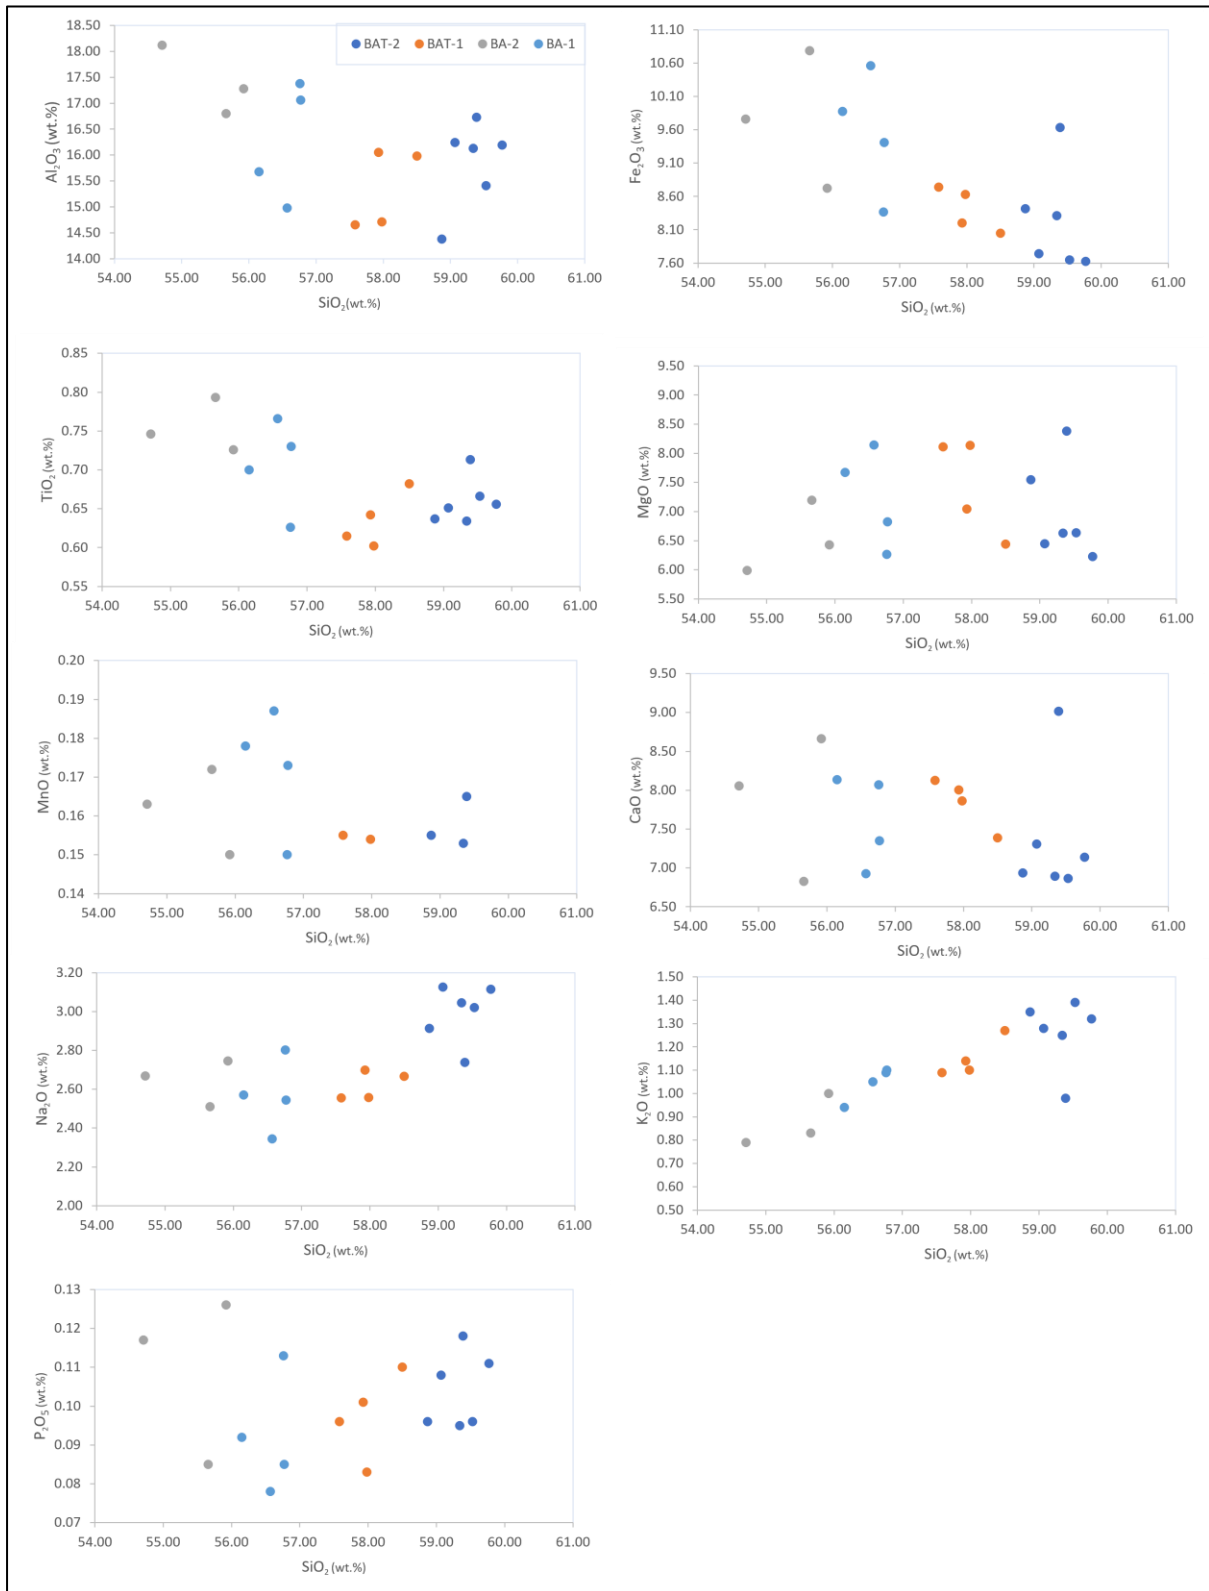 BAT-2 BAT-1 BA-2 BA-1
18.50
18.00
17.50
17.00
16.50
16.00
15.50
15.00
14.50
14.00
Al₂O₃ (wt.%)
54.00 55.00 56.00 57.00 58.00 59.00 60.00 61.00
SiO₂(wt.%)
11.10
10.60
10.10
9.60
9.10
8.60
8.10
7.60
Fe₂O₃ (wt.%)
54.00 55.00 56.00 57.00 58.00 59.00 60.00 61.00
SiO₂ (wt.%)
0.85
0.80
0.75
0.70
0.65
0.60
0.55
TiO₂ (wt.%)
54.00 55.00 56.00 57.00 58.00 59.00 60.00 61.00
SiO₂ (wt.%)
9.50
9.00
8.50
8.00
7.50
7.00
6.50
6.00
5.50
MgO (wt.%)
54.00 55.00 56.00 57.00 58.00 59.00 60.00 61.00
SiO₂ (wt.%)
0.20
0.19
0.18
0.17
0.16
0.15
0.14
MnO (wt.%)
54.00 55.00 56.00 57.00 58.00 59.00 60.00 61.00
SiO₂ (wt.%)
9.50
9.00
8.50
8.00
7.50
7.00
6.50
CaO (wt.%)
54.00 55.00 56.00 57.00 58.00 59.00 60.00 61.00
SiO₂ (wt.%)
3.20
3.00
2.80
2.60
2.40
2.20
2.00
Na₂O (wt.%)
54.00 55.00 56.00 57.00 58.00 59.00 60.00 61.00
SiO₂ (wt.%)
1.50
1.40
1.30
1.20
1.10
1.00
0.90
0.80
0.70
0.60
0.50
K₂O (wt.%)
54.00 55.00 56.00 57.00 58.00 59.00 60.00 61.00
SiO₂ (wt.%)
0.13
0.12
0.11
0.10
0.09
0.08
0.07
P₂O₅ (wt.%)
54.00 55.00 56.00 57.00 58.00 59.00 60.00 61.00
SiO₂ (wt.%)